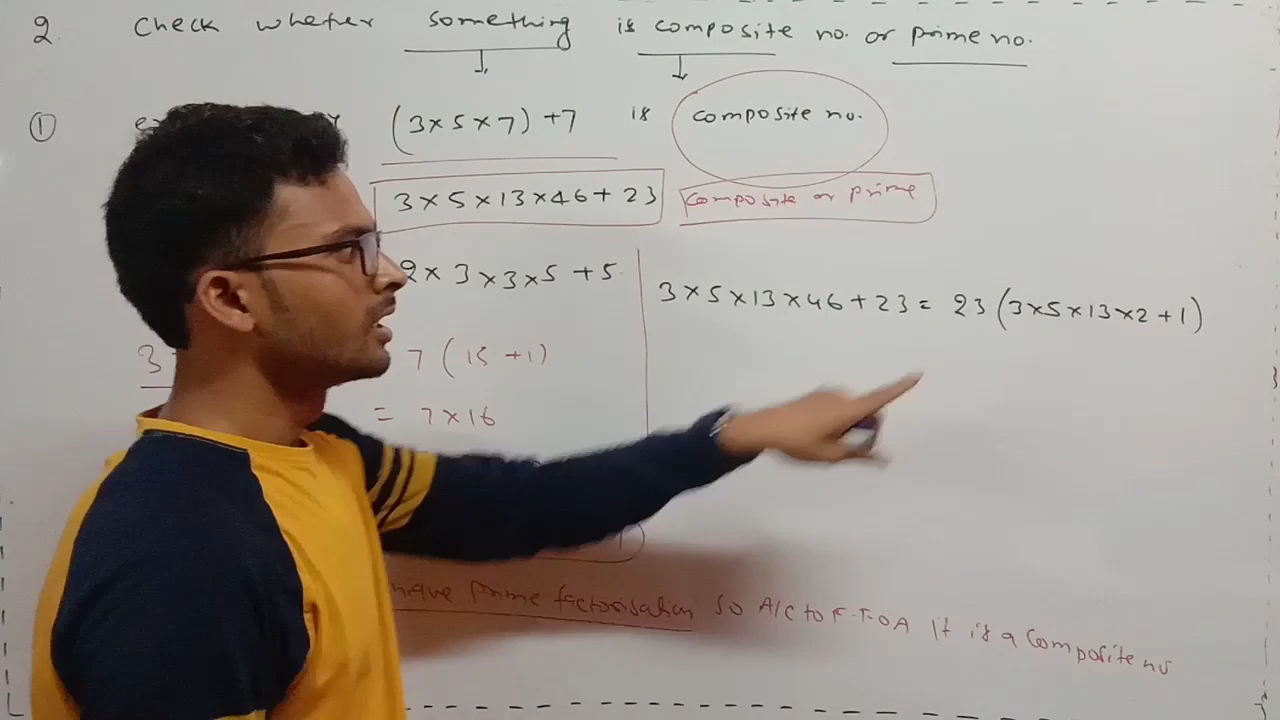 2. Check whether something is composite no. or prime no.
① (3×5×7) +7 is composite no.
3×5×13×46+23 composite or prime
2×3×3×5 +5
3×5×13×46+23 = 23 (3×5×13×2+1)
3 7 (15 +1)
= 7×16
Prime factorisation so A/C to F.T.O.A It is a composite no